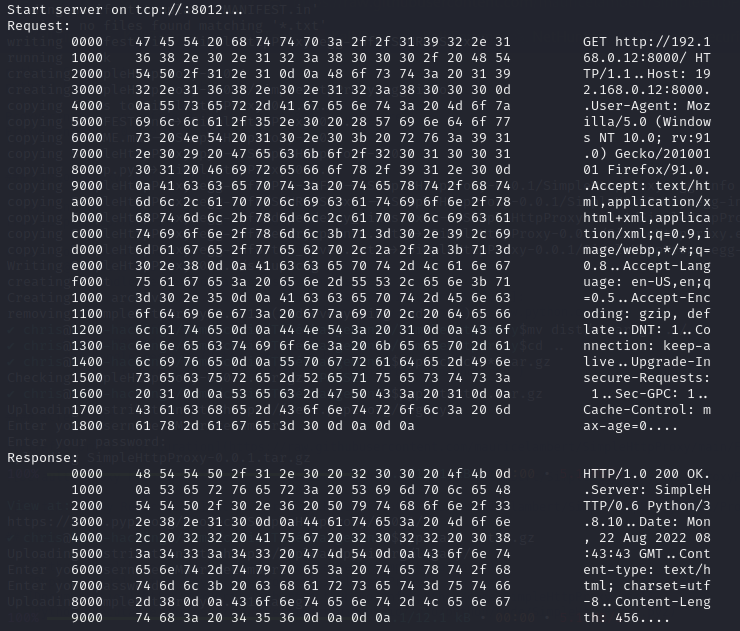 Start server on tcp://:8012...
Request:
0000 47 45 54 20 68 74 74 70 3a 2f 2f 31 39 32 2e 31 GET http://192.1
1000 36 38 2e 30 2e 31 32 3a 38 30 30 30 2f 20 48 54 68.0.12:8000/ HT
2000 54 50 2f 31 2e 31 0d 0a 48 6f 73 74 3a 20 31 39 TP/1.1..Host: 19
3000 32 2e 31 36 38 2e 30 2e 31 32 3a 38 30 30 30 0d 2.168.0.12:8000.
4000 0a 55 73 65 72 2d 41 67 65 6e 74 3a 20 4d 6f 7a .User-Agent: Moz
5000 69 6c 6c 61 2f 35 2e 30 20 28 57 69 6e 64 6f 77 illa/5.0 (Window
6000 73 20 4e 54 20 31 30 2e 30 3b 20 72 76 3a 39 31 s NT 10.0; rv:91
7000 2e 30 29 20 47 65 63 6b 6f 2f 32 30 31 30 30 31 .0) Gecko/201001
8000 30 31 20 46 69 72 65 66 6f 78 2f 39 31 2e 30 0d 01 Firefox/91.0.
9000 0a 41 63 63 65 70 74 3a 20 74 65 78 74 2f 68 74 .Accept: text/ht
a000 6d 6c 2c 61 70 70 6c 69 63 61 74 69 6f 6e 2f 78 ml,application/x
b000 68 74 6d 6c 2b 78 6d 6c 2c 61 70 70 6c 69 63 61 html+xml,applica
c000 74 69 6f 6e 2f 78 6d 6c 3b 71 3d 30 2e 39 2c 69 tion/xml;q=0.9,i
d000 6d 61 67 65 2f 77 65 62 70 2c 2a 2f 2a 3b 71 3d mage/webp,*/*;q=
e000 30 2e 38 0d 0a 41 63 63 65 70 74 2d 4c 61 6e 67 0.8..Accept-Lang
f000 75 61 67 65 3a 20 65 6e 2d 55 53 2c 65 6e 3b 71 uage: en-US,en;q
1000 3d 30 2e 35 0d 0a 41 63 63 65 70 74 2d 45 6e 63 =0.5..Accept-Enc
1100 6f 64 69 6e 67 3a 20 67 7a 69 70 2c 20 64 65 66 oding: gzip, def
1200 6c 61 74 65 0d 0a 44 4e 54 3a 20 31 0d 0a 43 6f late..DNT: 1..Co
1300 6e 6e 65 63 74 69 6f 6e 3a 20 6b 65 65 70 2d 61 nnection: keep-a
1400 6c 69 76 65 0d 0a 55 70 67 72 61 64 65 2d 49 6e live..Upgrade-In
1500 73 65 63 75 72 65 2d 52 65 71 75 65 73 74 73 3a secure-Requests:
1600 20 31 0d 0a 53 65 63 2d 47 50 43 3a 20 31 0d 0a 1..Sec-GPC: 1..
1700 43 61 63 68 65 2d 43 6f 6e 74 72 6f 6c 3a 20 6d Cache-Control: m
1800 61 78 2d 61 67 65 3d 30 0d 0a 0d 0a ax-age=0....
Response:
0000 48 54 54 50 2f 31 2e 30 20 32 30 30 20 4f 4b 0d HTTP/1.0 200 OK.
1000 0a 53 65 72 76 65 72 3a 20 53 69 6d 70 6c 65 48 .Server: SimpleH
2000 54 54 50 2f 30 2e 36 20 50 79 74 68 6f 6e 2f 33 TTP/0.6 Python/3
3000 2e 38 2e 31 30 0d 0a 44 61 74 65 3a 20 4d 6f 6e .8.10..Date: Mon
4000 2c 20 32 32 20 41 75 67 20 32 30 32 32 20 30 38 , 22 Aug 2022 08
5000 3a 34 33 3a 34 33 20 47 4d 54 0d 0a 43 6f 6e 74 :43:43 GMT..Cont
6000 65 6e 74 2d 74 79 70 65 3a 20 74 65 78 74 2f 68 ent-type: text/h
7000 74 6d 6c 3b 20 63 68 61 72 73 65 74 3d 75 74 66 tml; charset=utf
8000 2d 38 0d 0a 43 6f 6e 74 65 6e 74 2d 4c 65 6e 67 -8..Content-Leng
9000 74 68 3a 20 34 35 36 0d 0a 0d 0a th: 456....